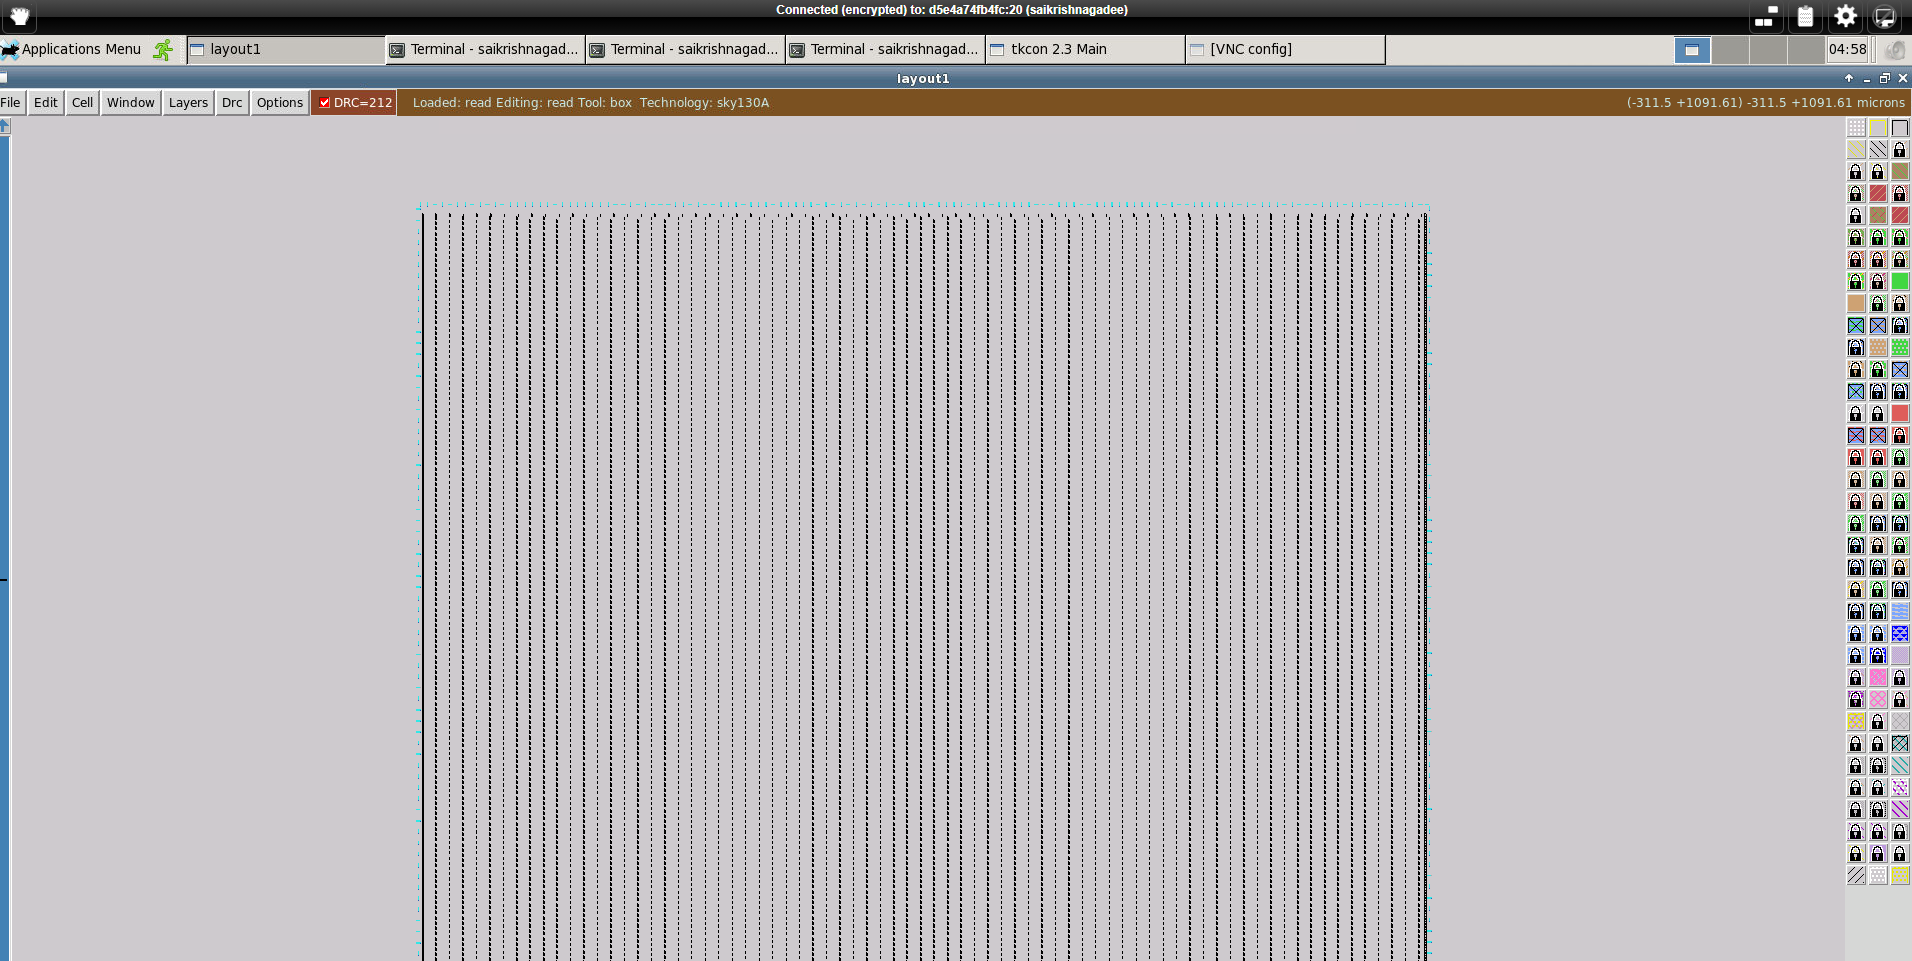 Connected (encrypted) to: d5e4a74fb4fc:20 (saikrishnagadee)
Applications Menu
layout1
Terminal - saikrishnagad...
Terminal - saikrishnagad...
Terminal - saikrishnagad...
tkcon 2.3 Main
[VNC config]
04:58
layout1
File Edit Cell Window Layers Drc Options DRC=212 Loaded: read Editing: read Tool: box Technology: sky130A (-311.5 +1091.61) -311.5 +1091.61 microns